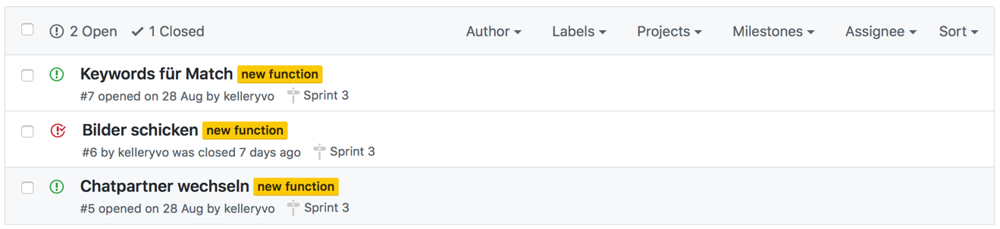 2 Open 1 Closed Author Labels Projects Milestones Assignee Sort
Keywords für Match new function
#7 opened on 28 Aug by kelleryvo Sprint 3
Bilder schicken new function
#6 by kelleryvo was closed 7 days ago Sprint 3
Chatpartner wechseln new function
#5 opened on 28 Aug by kelleryvo Sprint 3